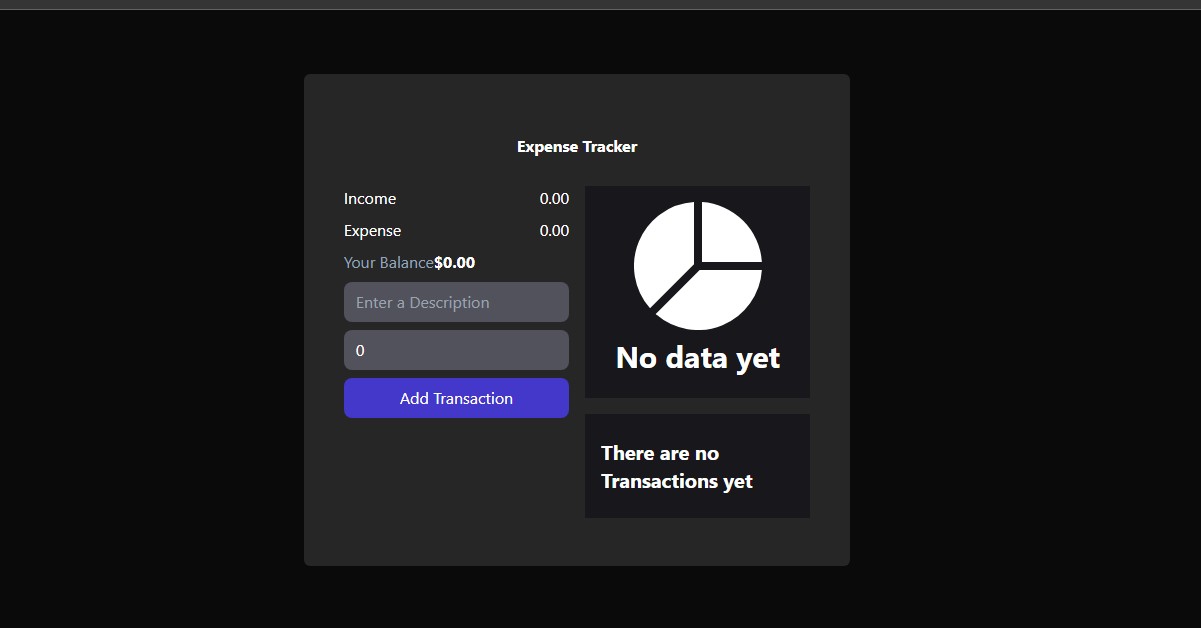 Expense Tracker
Income 0.00
Expense 0.00
Your Balance$0.00
Enter a Description
0
Add Transaction
No data yet
There are no
Transactions yet